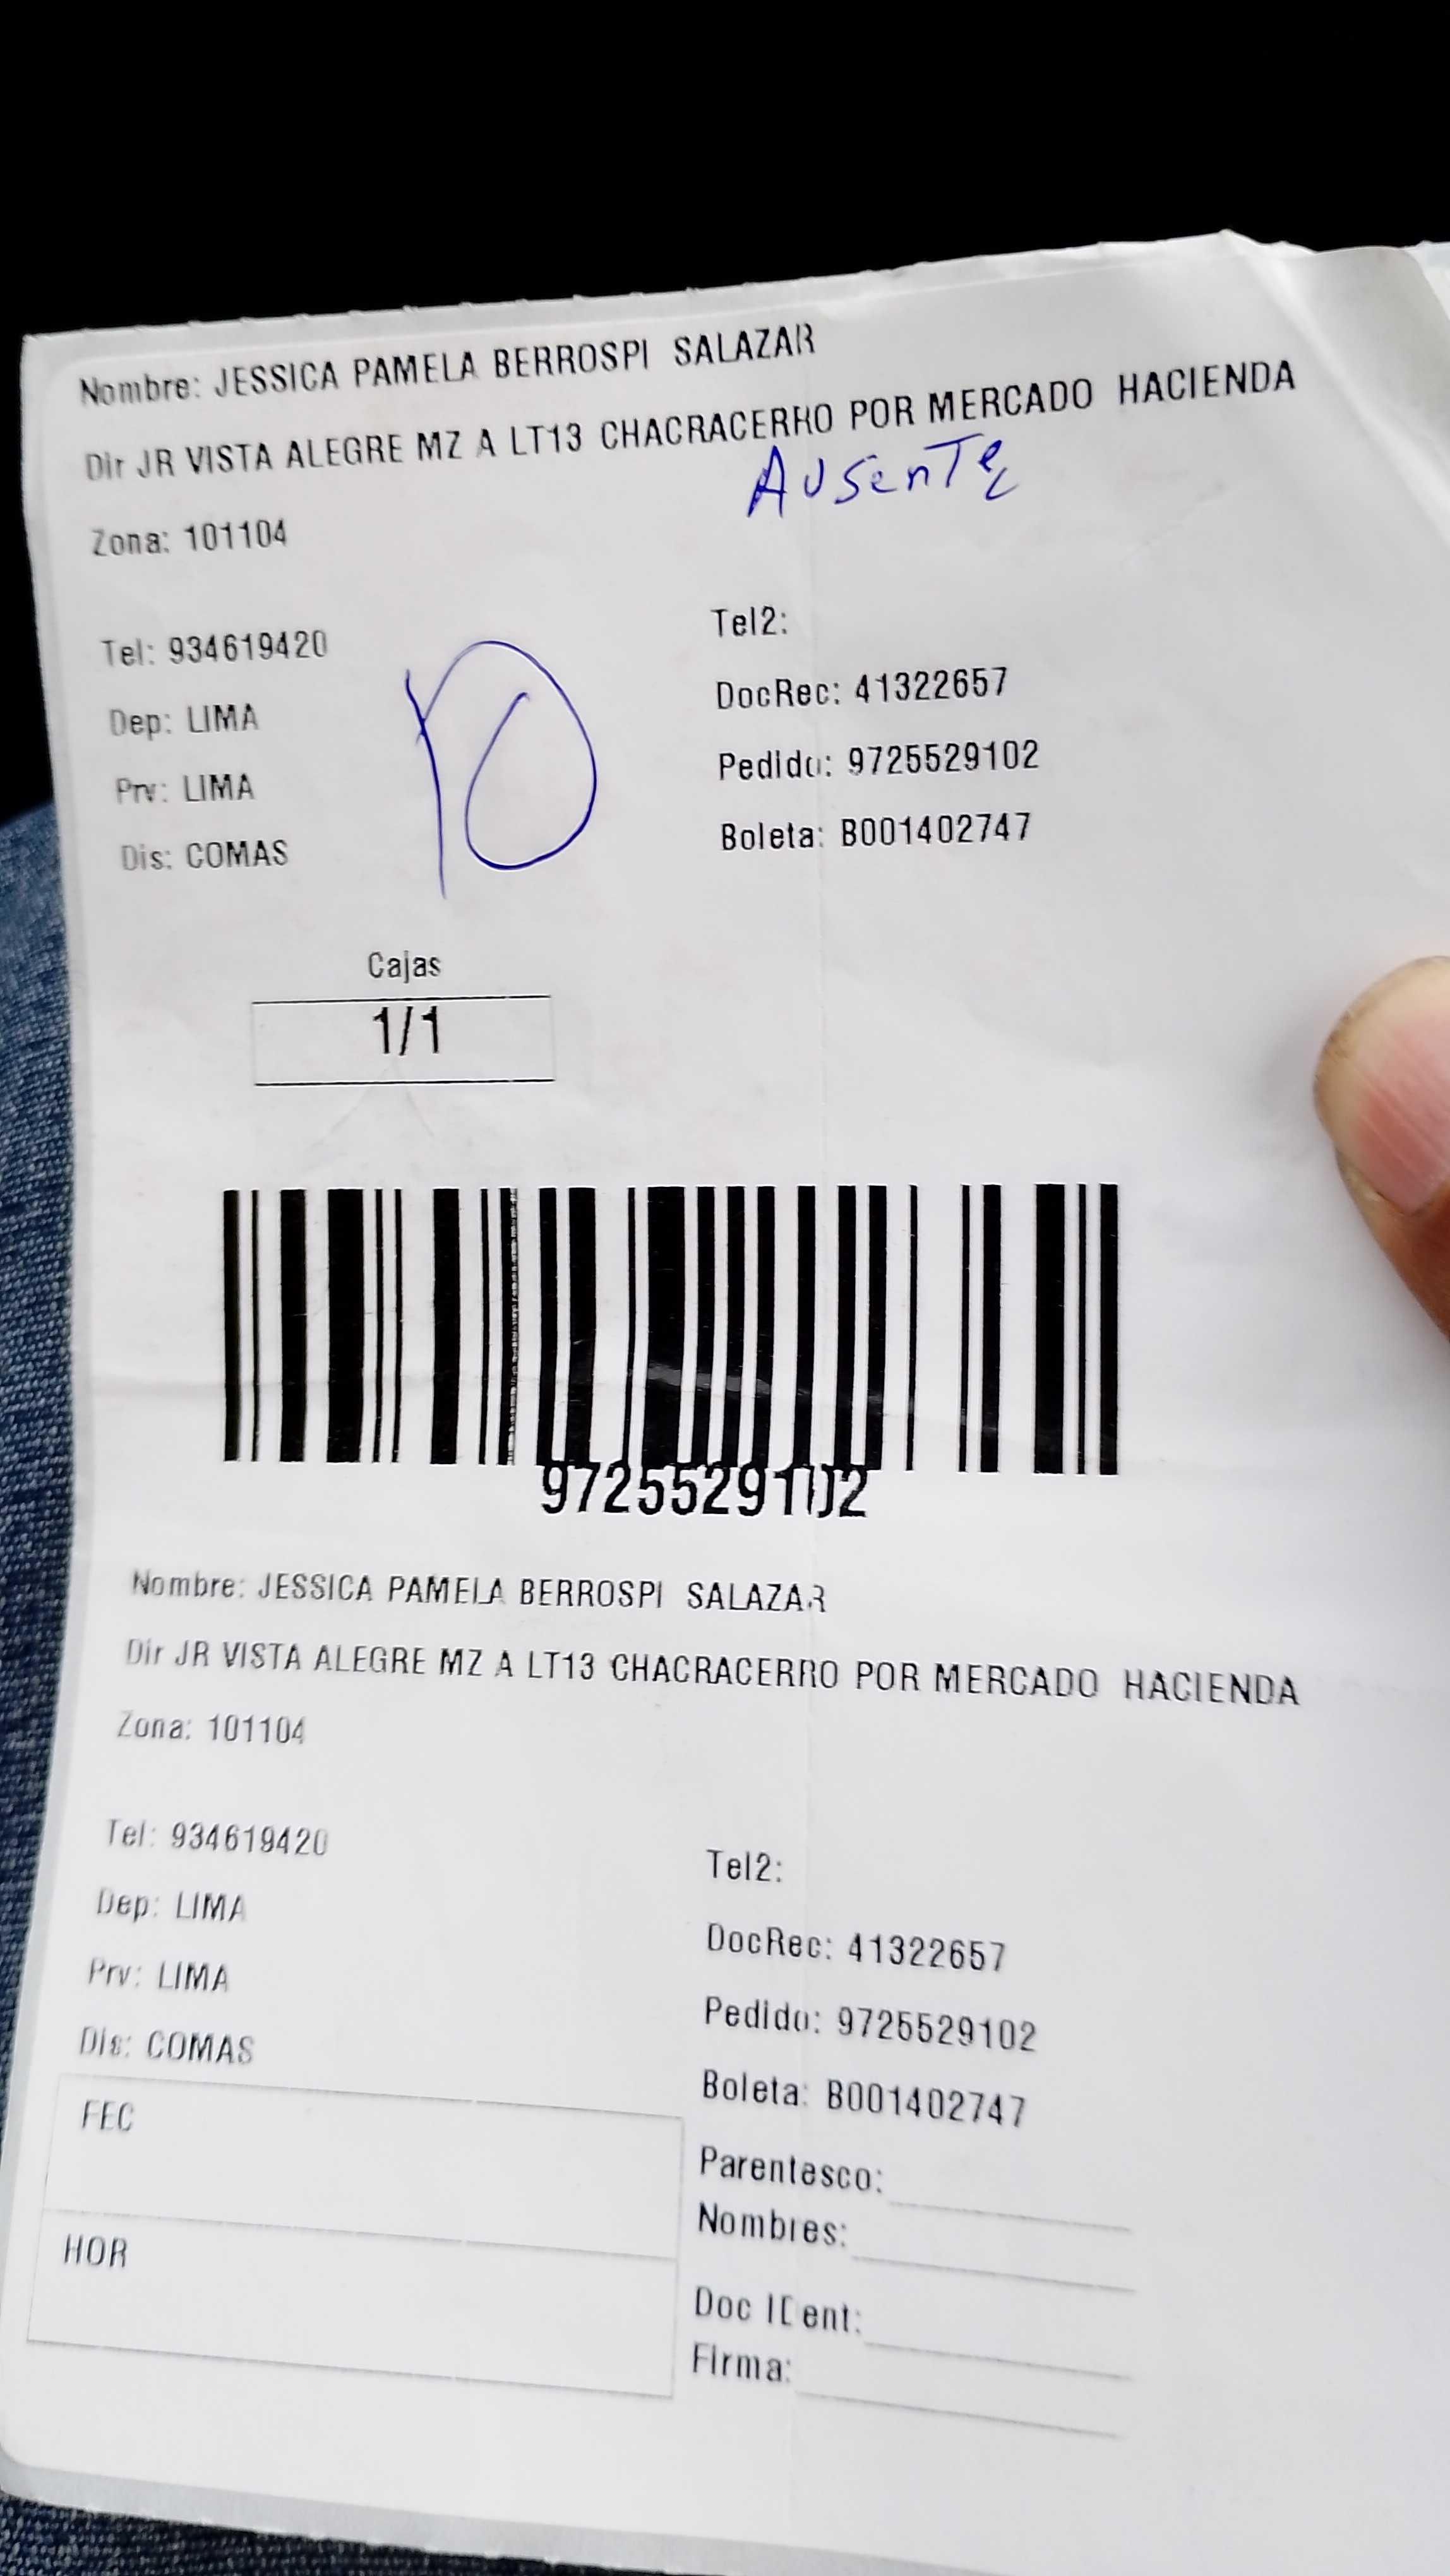 Nombre: JESSICA PAMELA BERROSPI SALAZAR
Dir JR VISTA ALEGRE MZ A LT13 CHACRACERRO POR MERCADO HACIENDA
Ausente
Zona: 101104
Tel: 934619420
Tel2:
Dep: LIMA
DocRec: 41322657
Prv: LIMA
Pedido: 9725529102
Dis: COMAS
Boleta: B001402747
10
Cajas
1/1
9725529102
Nombre: JESSICA PAMELA BERROSPI SALAZAR
Dir JR VISTA ALEGRE MZ A LT13 CHACRACERRO POR MERCADO HACIENDA
Zona: 101104
Tel: 934619420
Tel2:
Dep: LIMA
DocRec: 41322657
Prv: LIMA
Pedido: 9725529102
Dis: COMAS
Boleta: B001402747
FEC
Parentesco:
Nombres:
HOR
Doc IDent:
Firma: